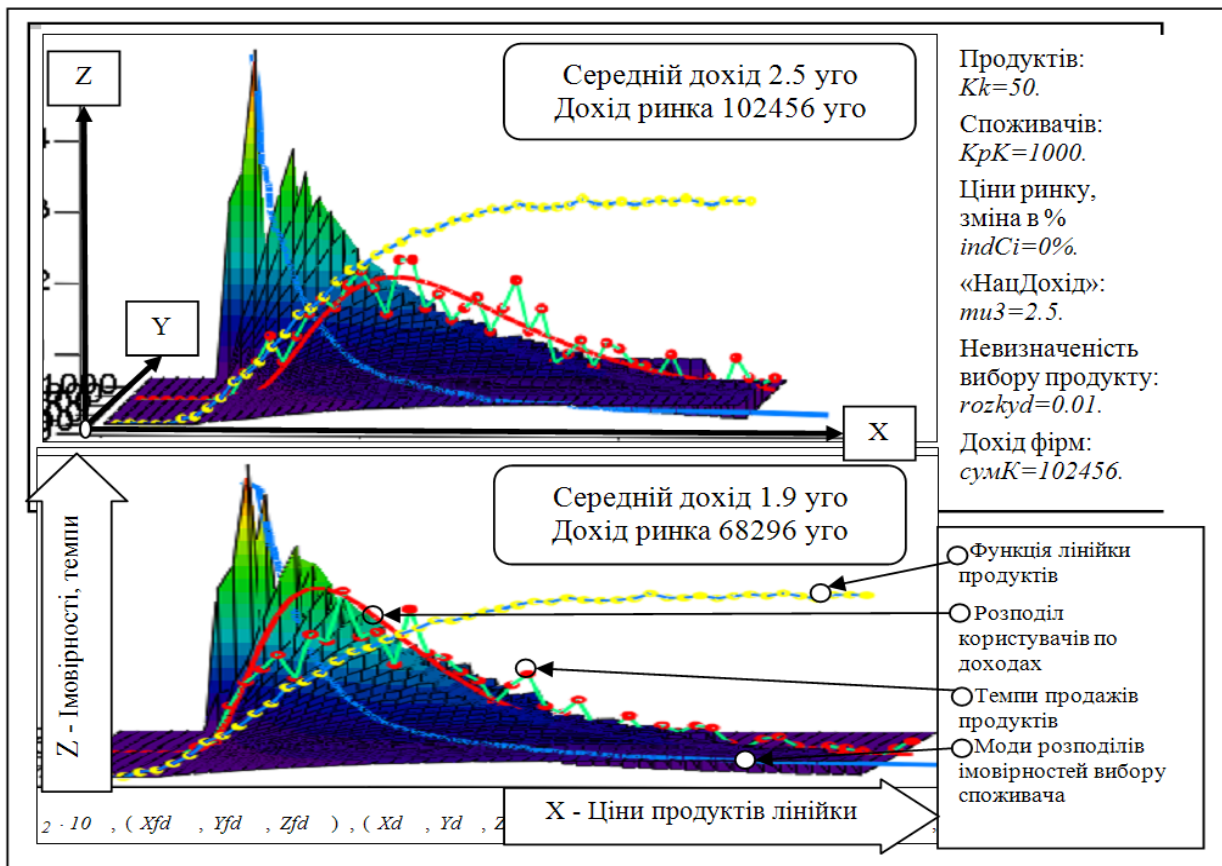 Z
Y
X
Середній дохід 2.5 уго
Дохід ринка 102456 уго
3
2
1000
Продуктів:
Kk=50.
Споживачів:
KpK=1000.
Ціни ринку,
зміна в %
indCi=0%.
«НацДохід»:
mu3=2.5.
Невизначеність
вибору продукту:
rozkyd=0.01.
Дохід фірм:
сумК=102456.
Середній дохід 1.9 уго
Дохід ринка 68296 уго
Z - Імовірності, темпи
X - Ціни продуктів лінійки
Функція лінійки
продуктів
Розподіл
користувачів по
доходах
Темпи продажів
продуктів
Моди розподілів
імовірностей вибору
споживача
2 · 10 , ( Xfd , Yfd , Zfd ) , ( Xd , Yd , Z